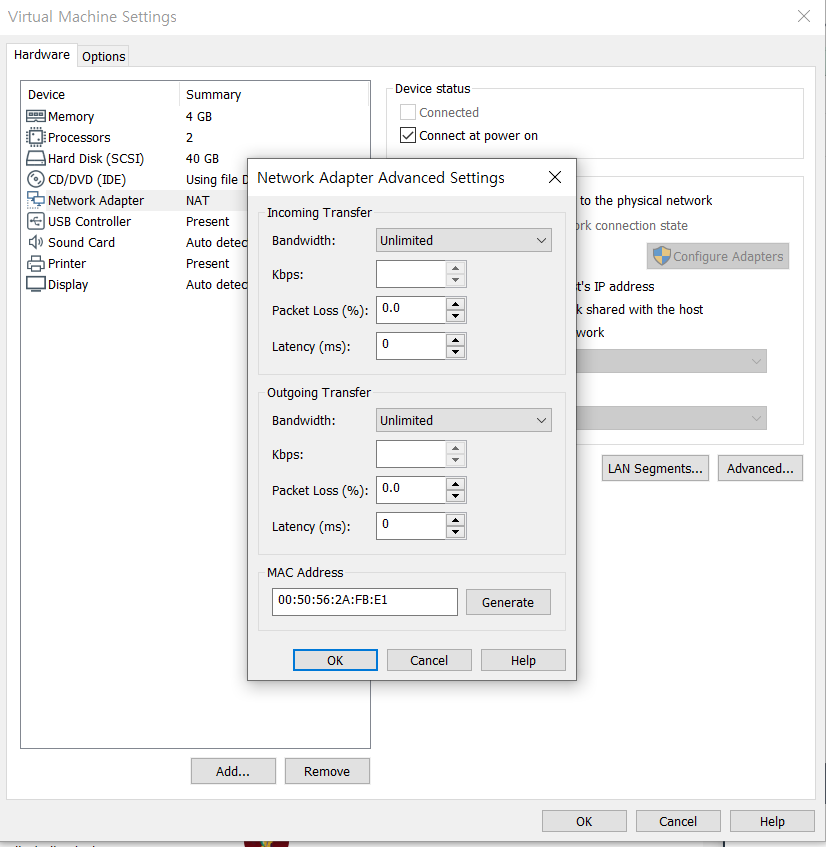 Virtual Machine Settings
Hardware
Options
Device Summary
Memory 4 GB
Processors 2
Hard Disk (SCSI) 40 GB
CD/DVD (IDE) Using file D
Network Adapter NAT
USB Controller Present
Sound Card Auto detec
Printer Present
Display Auto detec
Add...
Remove
Device status
Connected
Connect at power on
to the physical network
rk connection state
Configure Adapters
t's IP address
k shared with the host
work
LAN Segments...
Advanced...
Network Adapter Advanced Settings
Incoming Transfer
Bandwidth: Unlimited
Kbps:
Packet Loss (%): 0.0
Latency (ms): 0
Outgoing Transfer
Bandwidth: Unlimited
Kbps:
Packet Loss (%): 0.0
Latency (ms): 0
MAC Address
00:50:56:2A:FB:E1
Generate
OK
Cancel
Help
OK
Cancel
Help